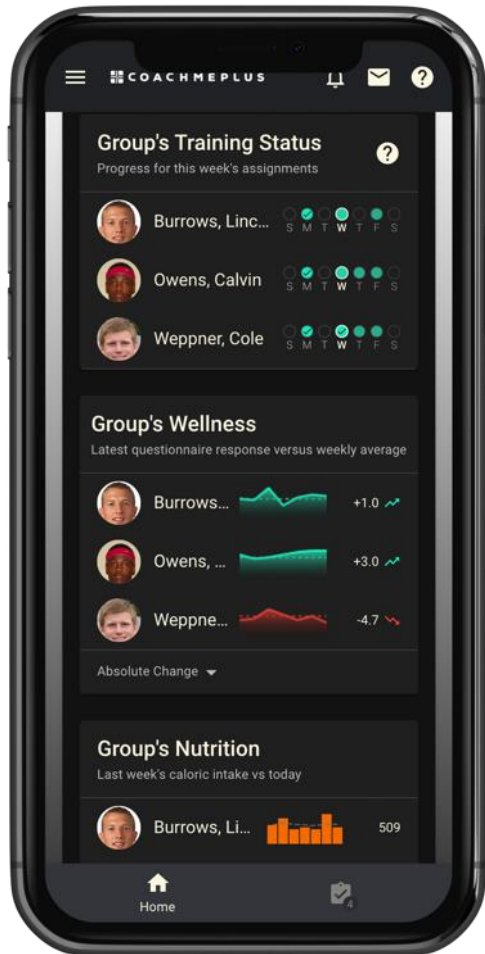 COACHMEPLUS
Group's Training Status
Progress for this week's assignments
Burrows, Linc...
S M T W T F S
Owens, Calvin
S M T W T F S
Weppner, Cole
S M T W T F S
Group's Wellness
Latest questionnaire response versus weekly average
Burrows... +1.0
Owens, ... +3.0
Weppne... -4.7
Absolute Change
Group's Nutrition
Last week's caloric intake vs today
Burrows, Li... 509
Home
4